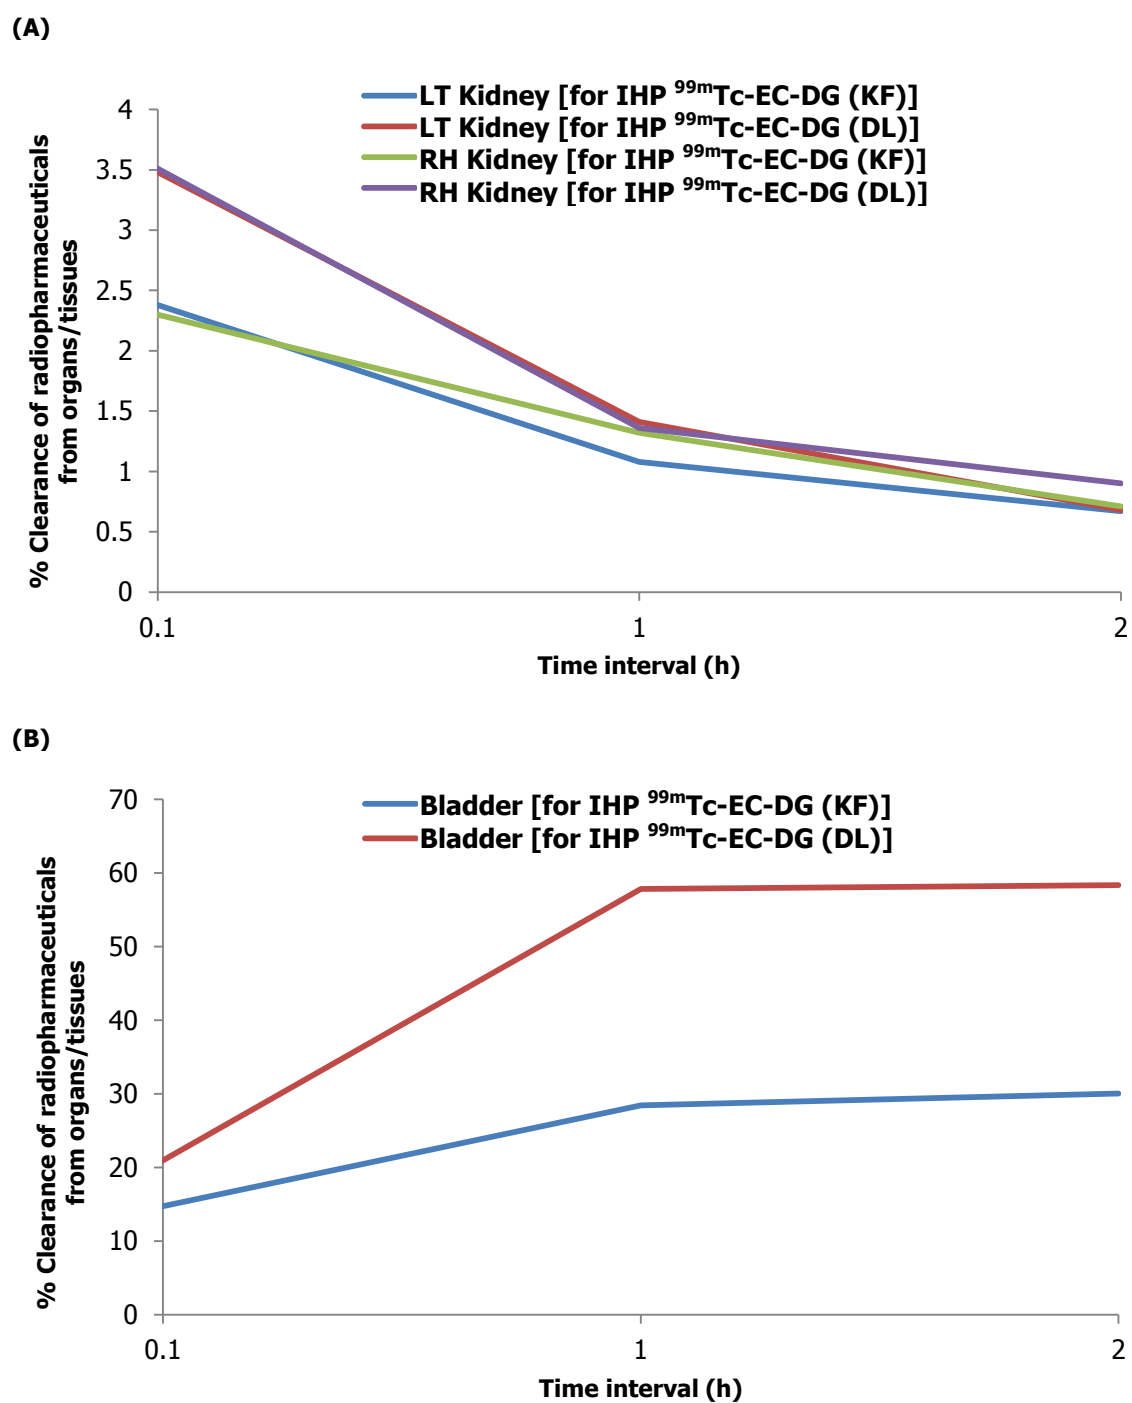 (A)
LT Kidney [for IHP ⁹⁹ᵐTc-EC-DG (KF)]
LT Kidney [for IHP ⁹⁹ᵐTc-EC-DG (DL)]
RH Kidney [for IHP ⁹⁹ᵐTc-EC-DG (KF)]
RH Kidney [for IHP ⁹⁹ᵐTc-EC-DG (DL)]
% Clearance of radiopharmaceuticals
from organs/tissues
4
3.5
3
2.5
2
1.5
1
0.5
0
0.1 1 2
Time interval (h)
(B)
Bladder [for IHP ⁹⁹ᵐTc-EC-DG (KF)]
Bladder [for IHP ⁹⁹ᵐTc-EC-DG (DL)]
% Clearance of radiopharmaceuticals
from organs/tissues
70
60
50
40
30
20
10
0
0.1 1 2
Time interval (h)